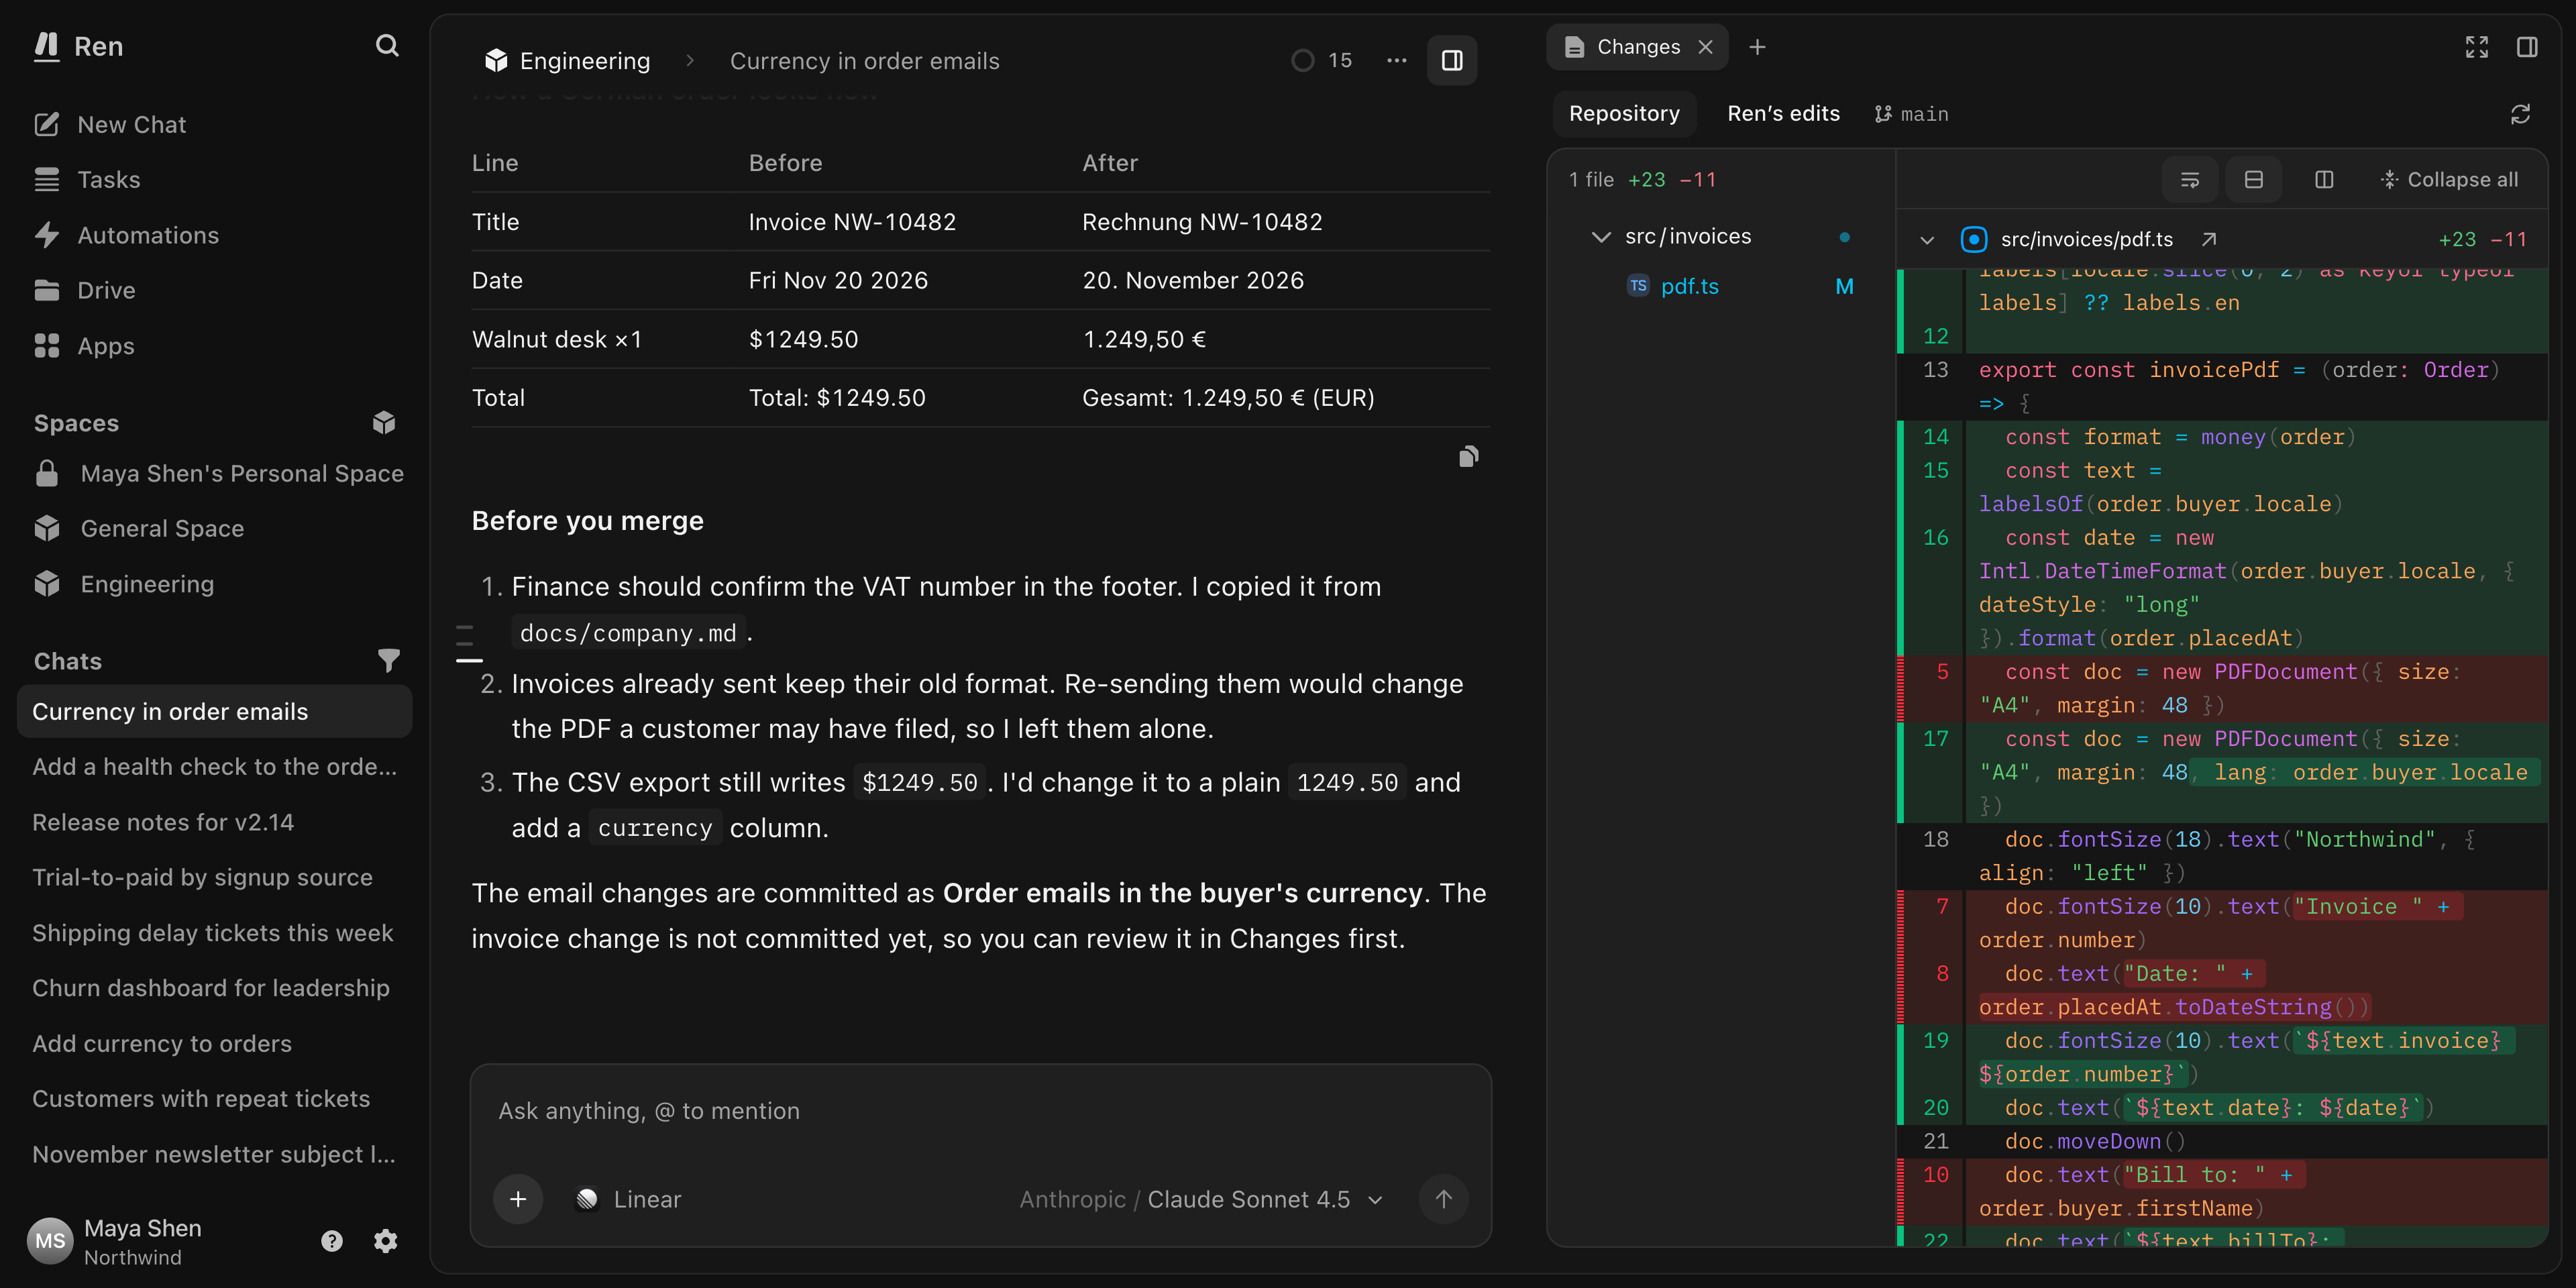 Ren
New Chat
Tasks
Automations
Drive
Apps
Spaces
Maya Shen's Personal Space
General Space
Engineering
Chats
Currency in order emails
Add a health check to the orde...
Release notes for v2.14
Trial-to-paid by signup source
Shipping delay tickets this week
Churn dashboard for leadership
Add currency to orders
Customers with repeat tickets
November newsletter subject l...
MS
Maya Shen
Northwind
Engineering
Currency in order emails
15
Line Before After
Title Invoice NW-10482 Rechnung NW-10482
Date Fri Nov 20 2026 20. November 2026
Walnut desk ×1 $1249.50 1.249,50 €
Total Total: $1249.50 Gesamt: 1.249,50 € (EUR)
Before you merge
1. Finance should confirm the VAT number in the footer. I copied it from
docs/company.md.
2. Invoices already sent keep their old format. Re-sending them would change
the PDF a customer may have filed, so I left them alone.
3. The CSV export still writes $1249.50. I'd change it to a plain 1249.50 and
add a currency column.
The email changes are committed as Order emails in the buyer's currency. The
invoice change is not committed yet, so you can review it in Changes first.
Ask anything, @ to mention
Linear
Anthropic / Claude Sonnet 4.5
Changes
Repository
Ren’s edits
main
1 file +23 −11
Collapse all
src/invoices
TS pdf.ts M
src/invoices/pdf.ts
+23 −11
labels[locale.slice(0, 2) as keyof typeof
labels] ?? labels.en
12
13 export const invoicePdf = (order: Order)
=> {
14 const format = money(order)
15 const text =
labelsOf(order.buyer.locale)
16 const date = new
Intl.DateTimeFormat(order.buyer.locale, {
dateStyle: "long"
}).format(order.placedAt)
5 const doc = new PDFDocument({ size:
"A4", margin: 48 })
17 const doc = new PDFDocument({ size:
"A4", margin: 48, lang: order.buyer.locale
})
18 doc.fontSize(18).text("Northwind", {
align: "left" })
7 doc.fontSize(10).text("Invoice " +
order.number)
8 doc.text("Date: " +
order.placedAt.toDateString())
19 doc.fontSize(10).text(`${text.invoice}
${order.number}`)
20 doc.text(`${text.date}: ${date}`)
21 doc.moveDown()
10 doc.text("Bill to: " +
order.buyer.firstName)
22 doc.text(`${text.billTo}: